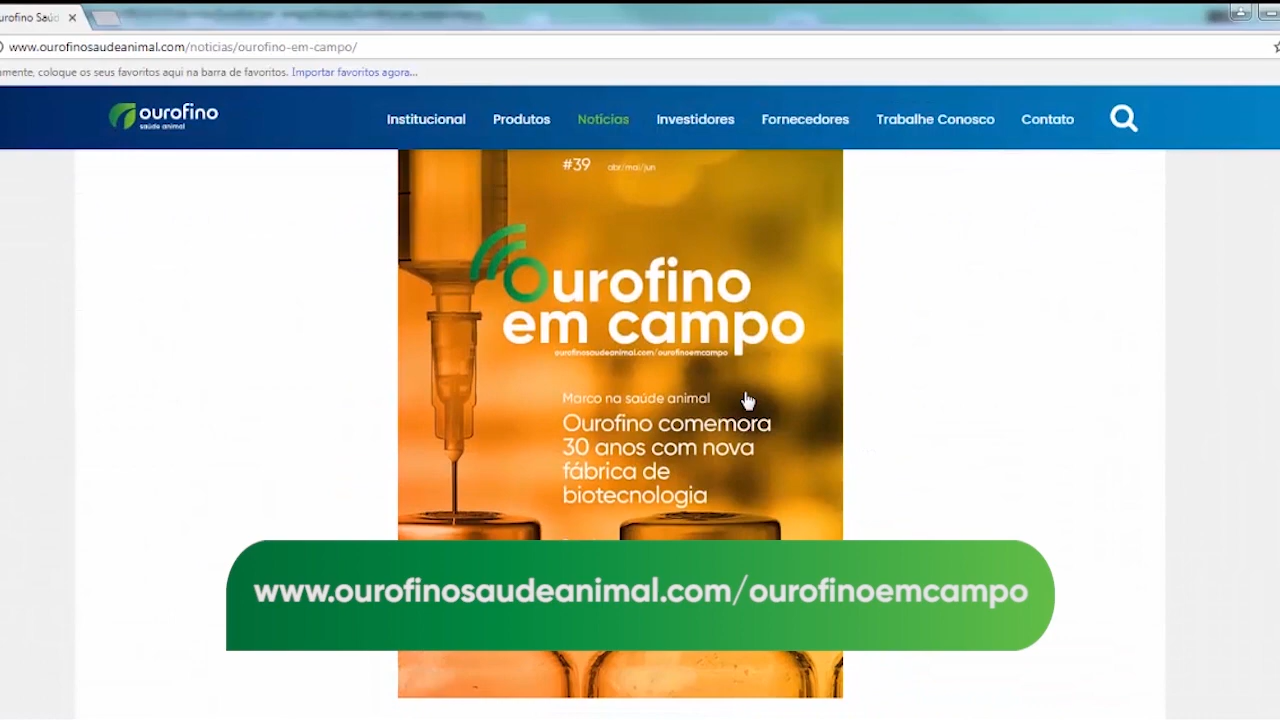 urofino Saúd
www.ourofinosaudeanimal.com/noticias/ourofino-em-campo/
mente, coloque os seus favoritos aqui na barra de favoritos. Importar favoritos agora...
ourofino
saúde animal
Institucional Produtos Notícias Investidores Fornecedores Trabalhe Conosco Contato
#39 abr/mai/jun
Ourofino
em campo
ourofinosaudeanimal.com/ourofinoemcampo
Marco na saúde animal
Ourofino comemora
30 anos com nova
fábrica de
biotecnologia
www.ourofinosaudeanimal.com/ourofinoemcampo